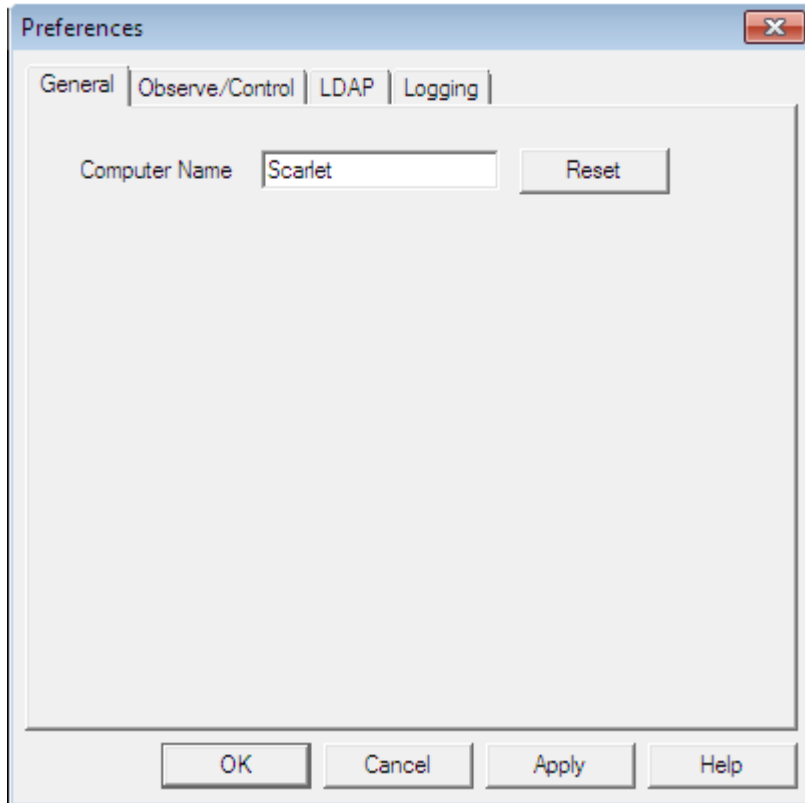 Preferences
General Observe/Control LDAP Logging
Computer Name Scarlet Reset
OK Cancel Apply Help